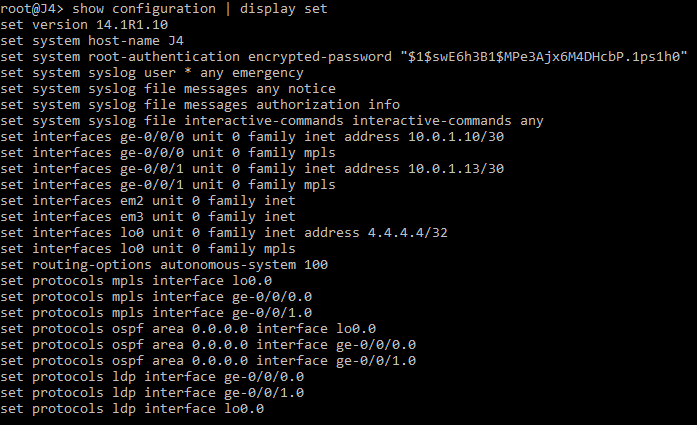 root@J4> show configuration | display set
set version 14.1R1.10
set system host-name J4
set system root-authentication encrypted-password "$1$swE6h3B1$MPe3Ajx6M4DHcbP.1ps1h0"
set system syslog user * any emergency
set system syslog file messages any notice
set system syslog file messages authorization info
set system syslog file interactive-commands interactive-commands any
set interfaces ge-0/0/0 unit 0 family inet address 10.0.1.10/30
set interfaces ge-0/0/0 unit 0 family mpls
set interfaces ge-0/0/1 unit 0 family inet address 10.0.1.13/30
set interfaces ge-0/0/1 unit 0 family mpls
set interfaces em2 unit 0 family inet
set interfaces em3 unit 0 family inet
set interfaces lo0 unit 0 family inet address 4.4.4.4/32
set interfaces lo0 unit 0 family mpls
set routing-options autonomous-system 100
set protocols mpls interface lo0.0
set protocols mpls interface ge-0/0/0.0
set protocols mpls interface ge-0/0/1.0
set protocols ospf area 0.0.0.0 interface lo0.0
set protocols ospf area 0.0.0.0 interface ge-0/0/0.0
set protocols ospf area 0.0.0.0 interface ge-0/0/1.0
set protocols ldp interface ge-0/0/0.0
set protocols ldp interface ge-0/0/1.0
set protocols ldp interface lo0.0